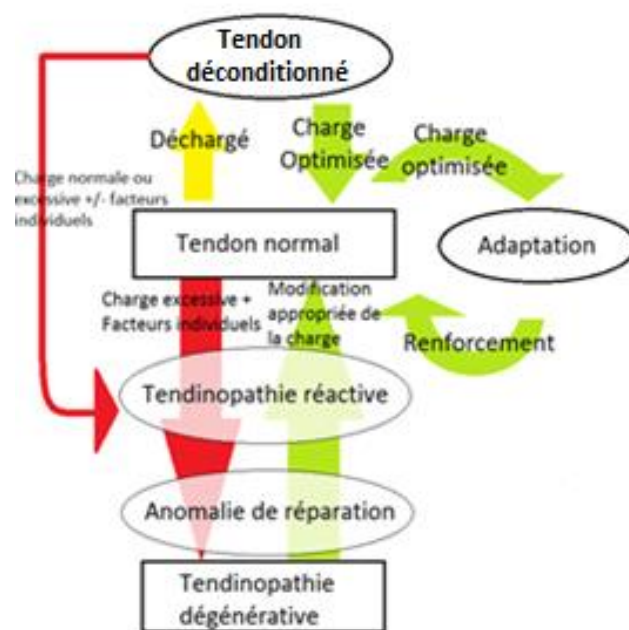 Tendon
déconditionné
Déchargé
Charge
Optimisée
Charge
optimisée
Charge normale ou
excessive +/- facteurs
individuels
Tendon normal
Adaptation
Charge excessive +
Facteurs individuels
Modification
appropriée de
la charge
Renforcement
Tendinopathie réactive
Anomalie de réparation
Tendinopathie
dégénérative